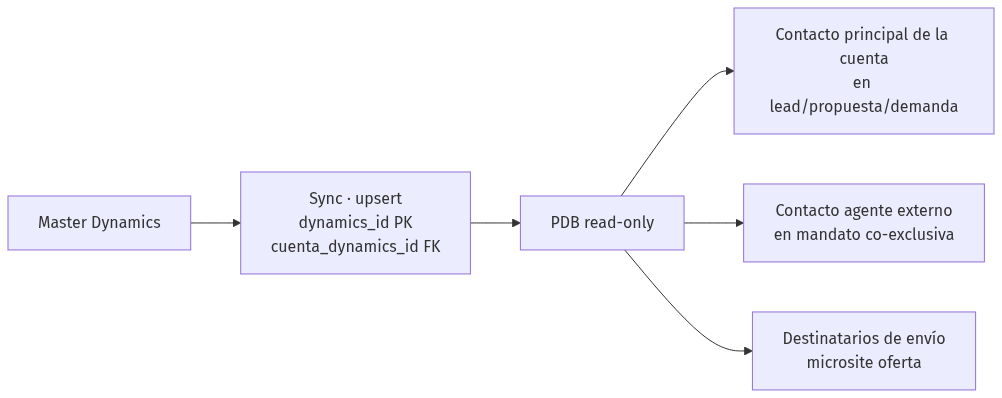 Master Dynamics
Sync · upsert
dynamics_id PK
cuenta_dynamics_id FK
PDB read-only
Contacto principal de la
cuenta
en
lead/propuesta/demanda
Contacto agente externo
en mandato co-exclusiva
Destinatarios de envío
microsite oferta